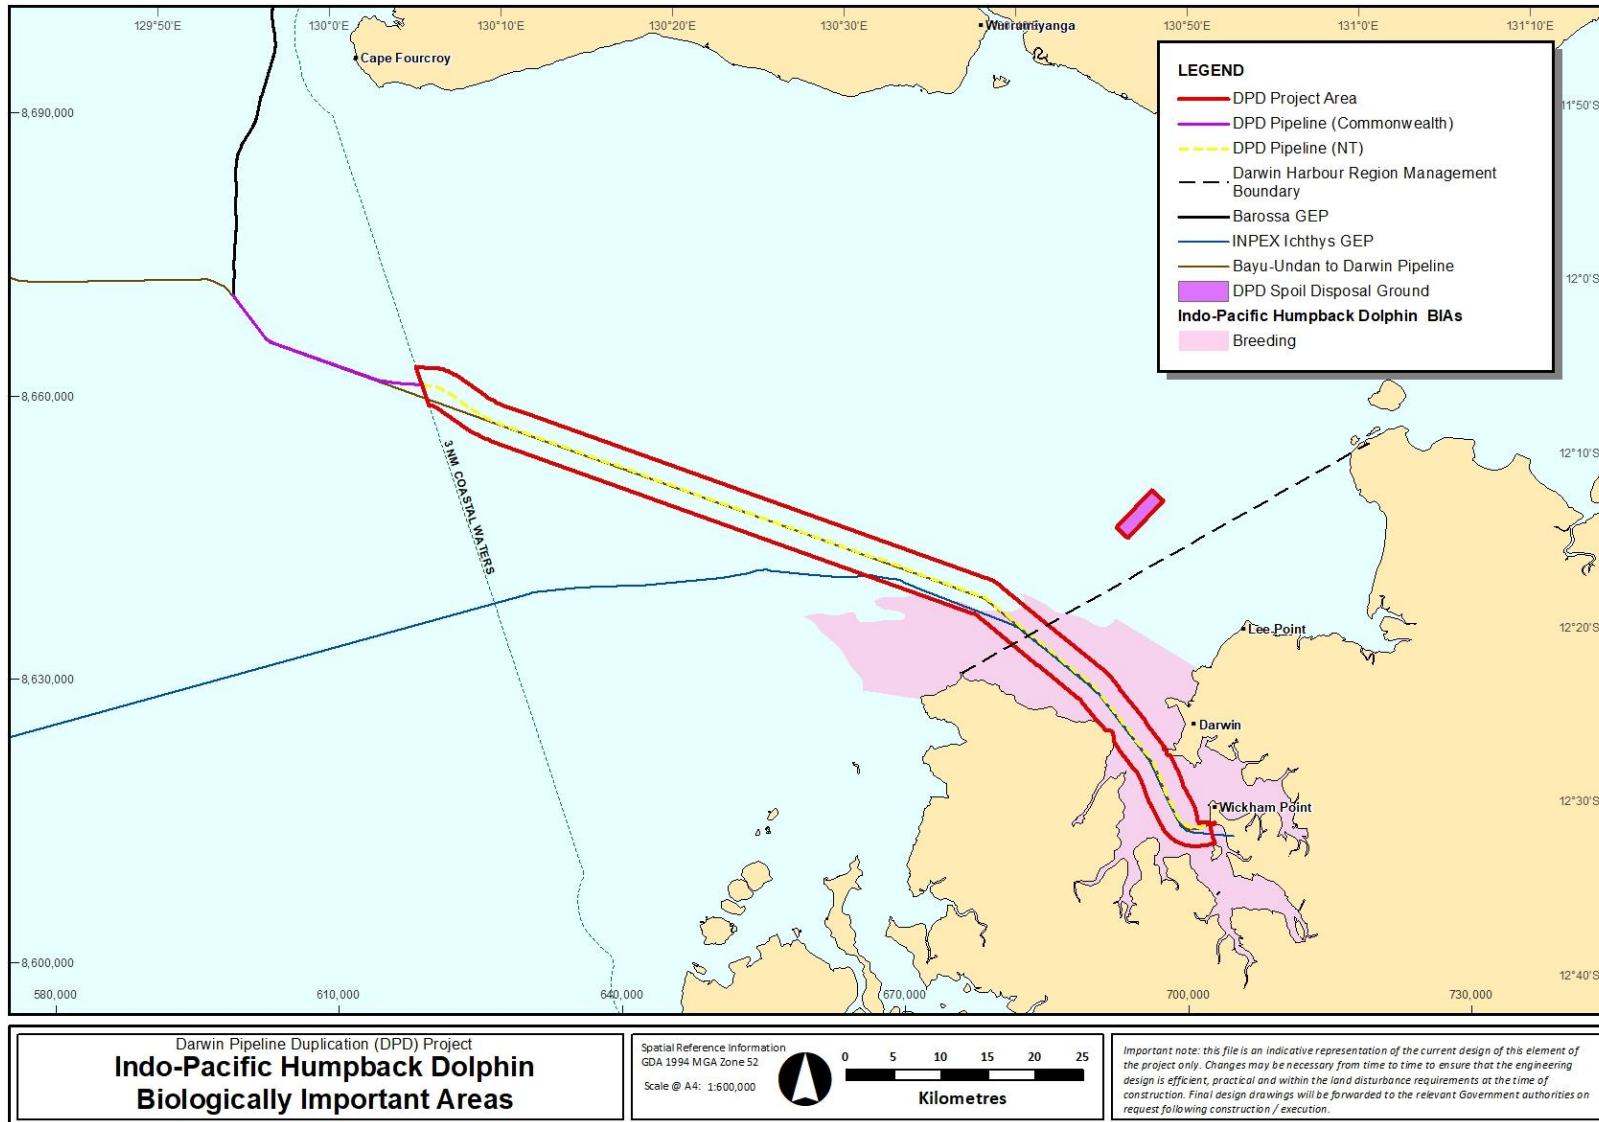 129°50'E
130°0'E
130°10'E
130°20'E
130°30'E
130°50'E
131°0'E
131°10'E
Wurrumiyanga
Cape Fourcroy
LEGEND
DPD Project Area
DPD Pipeline (Commonwealth)
DPD Pipeline (NT)
Darwin Harbour Region Management
Boundary
Barossa GEP
INPEX Ichthys GEP
Bayu-Undan to Darwin Pipeline
DPD Spoil Disposal Ground
Indo-Pacific Humpback Dolphin BIAs
Breeding
8,690,000
11°50'S
12°0'S
8,660,000
12°10'S
3 NM COASTAL WATERS
12°20'S
Lee Point
8,630,000
Darwin
12°30'S
Wickham Point
8,600,000
12°40'S
580,000
610,000
640,000
670,000
700,000
730,000
Darwin Pipeline Duplication (DPD) Project
Indo-Pacific Humpback Dolphin
Biologically Important Areas
Spatial Reference Information
GDA 1994 MGA Zone 52
Scale @ A4: 1:600,000
0 5 10 15 20 25
Kilometres
Important note: this file is an indicative representation of the current design of this element of
the project only. Changes may be necessary from time to time to ensure that the engineering
design is efficient, practical and within the land disturbance requirements at the time of
construction. Final design drawings will be forwarded to the relevant Government authorities on
request following construction / execution.